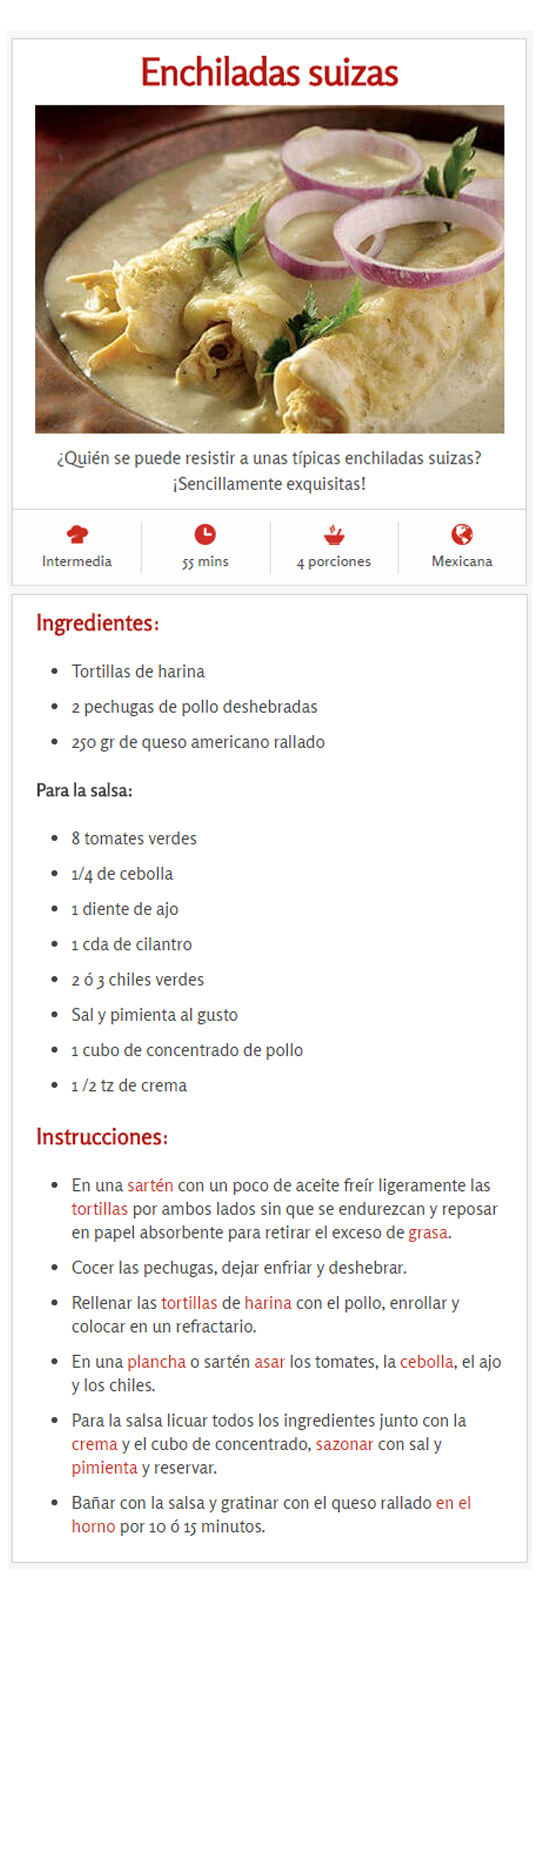 Enchiladas suizas
¿Quién se puede resistir a unas típicas enchiladas suizas?
¡Sencillamente exquisitas!
Intermedia
55 mins
4 porciones
Mexicana
Ingredientes:
• Tortillas de harina
• 2 pechugas de pollo deshebradas
• 250 gr de queso americano rallado
Para la salsa:
• 8 tomates verdes
• 1/4 de cebolla
• 1 diente de ajo
• 1 cda de cilantro
• 2 ó 3 chiles verdes
• Sal y pimienta al gusto
• 1 cubo de concentrado de pollo
• 1 /2 tz de crema
Instrucciones:
• En una sartén con un poco de aceite freír ligeramente las
tortillas por ambos lados sin que se endurezcan y reposar
en papel absorbente para retirar el exceso de grasa.
• Cocer las pechugas, dejar enfriar y deshebrar.
• Rellenar las tortillas de harina con el pollo, enrollar y
colocar en un refractario.
• En una plancha o sartén asar los tomates, la cebolla, el ajo
y los chiles.
• Para la salsa licuar todos los ingredientes junto con la
crema y el cubo de concentrado, sazonar con sal y
pimienta y reservar.
• Bañar con la salsa y gratinar con el queso rallado en el
horno por 10 ó 15 minutos.